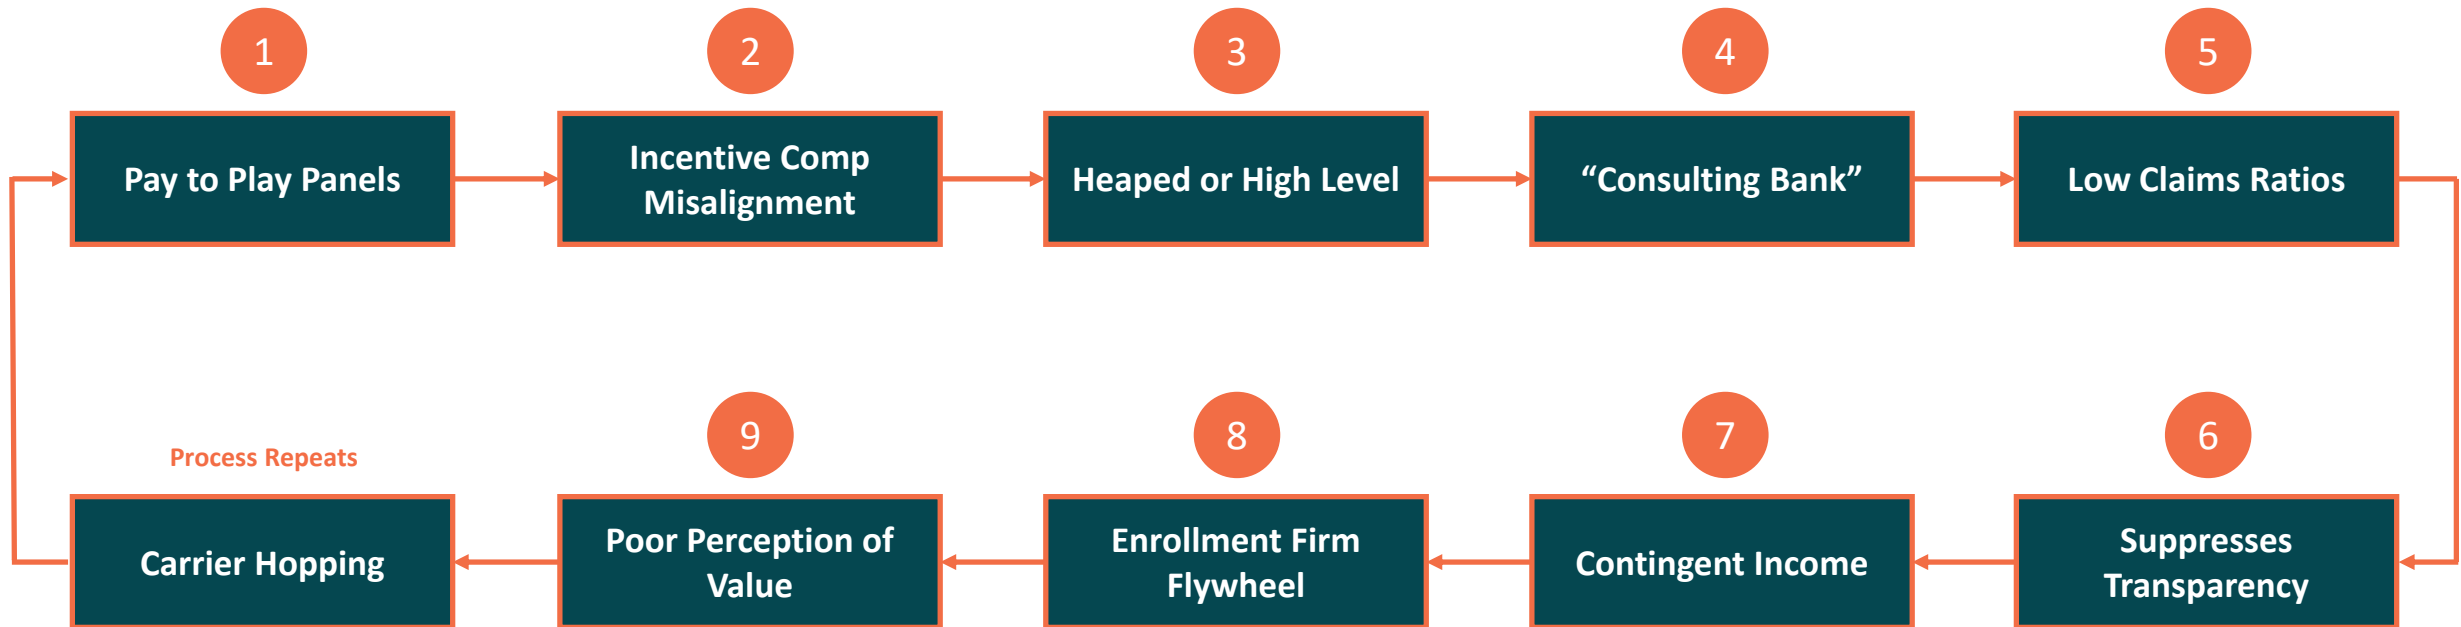 1
2
3
4
5
Pay to Play Panels
Incentive Comp
Misalignment
Heaped or High Level
“Consulting Bank”
Low Claims Ratios
6
7
8
9
Process Repeats
Suppresses
Transparency
Contingent Income
Enrollment Firm
Flywheel
Poor Perception of
Value
Carrier Hopping